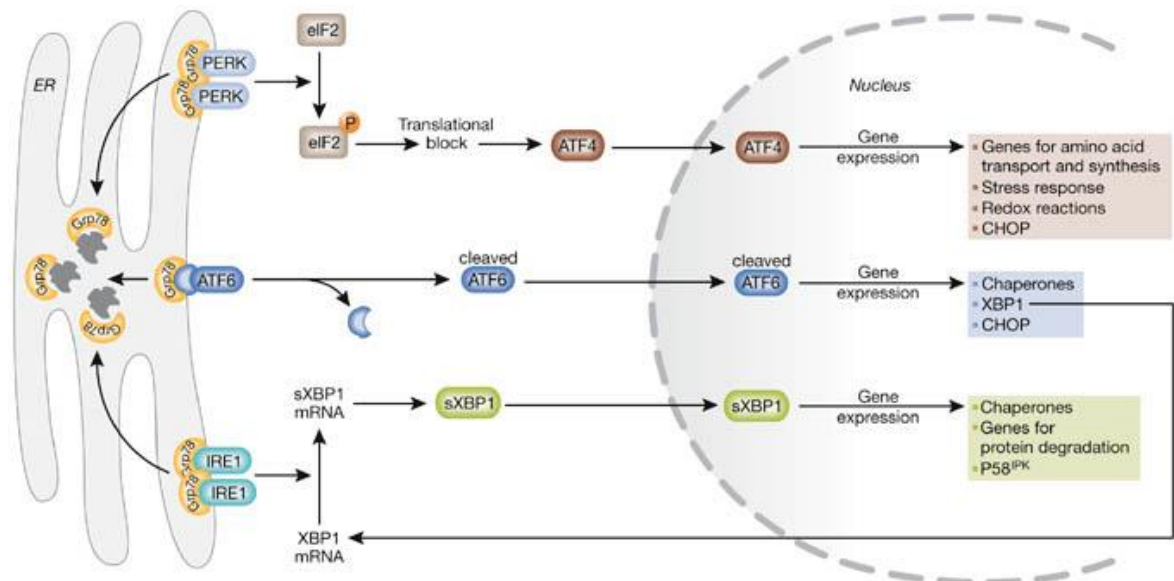 ER
Grp78
PERK
Grp78
PERK
eIF2
eIF2
P
Translational
block
ATF4
ATF4
Nucleus
Gene
expression
Genes for amino acid
transport and synthesis
Stress response
Redox reactions
CHOP
Grp78
Grp78
Grp78
Grp78
ATF6
cleaved
ATF6
cleaved
ATF6
Gene
expression
Chaperones
XBP1
CHOP
Grp78
IRE1
Grp78
IRE1
sXBP1
mRNA
XBP1
mRNA
sXBP1
sXBP1
Gene
expression
Chaperones
Genes for
protein degradation
P58IPK